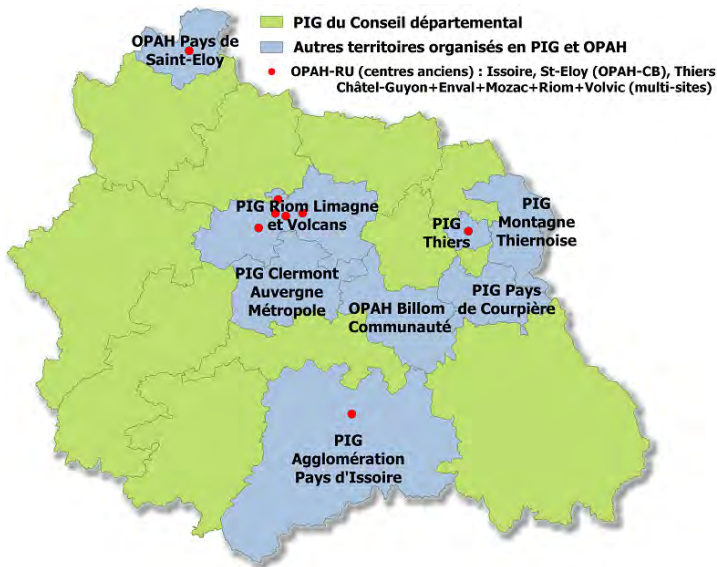 PIG du Conseil départemental
Autres territoires organisés en PIG et OPAH
OPAH-RU (centres anciens) : Issoire, St-Eloy (OPAH-CB), Thiers
Châtel-Guyon+Enval+Mozac+Riom+Volvic (multi-sites)
OPAH Pays de
Saint-Eloy
PIG Riom Limagne
et Volcans
PIG
Thiers
PIG
Montagne
Thiernoise
PIG Clermont
Auvergne
Métropole
OPAH Billom
Communauté
PIG Pays
de Courpière
PIG
Agglomération
Pays d'Issoire